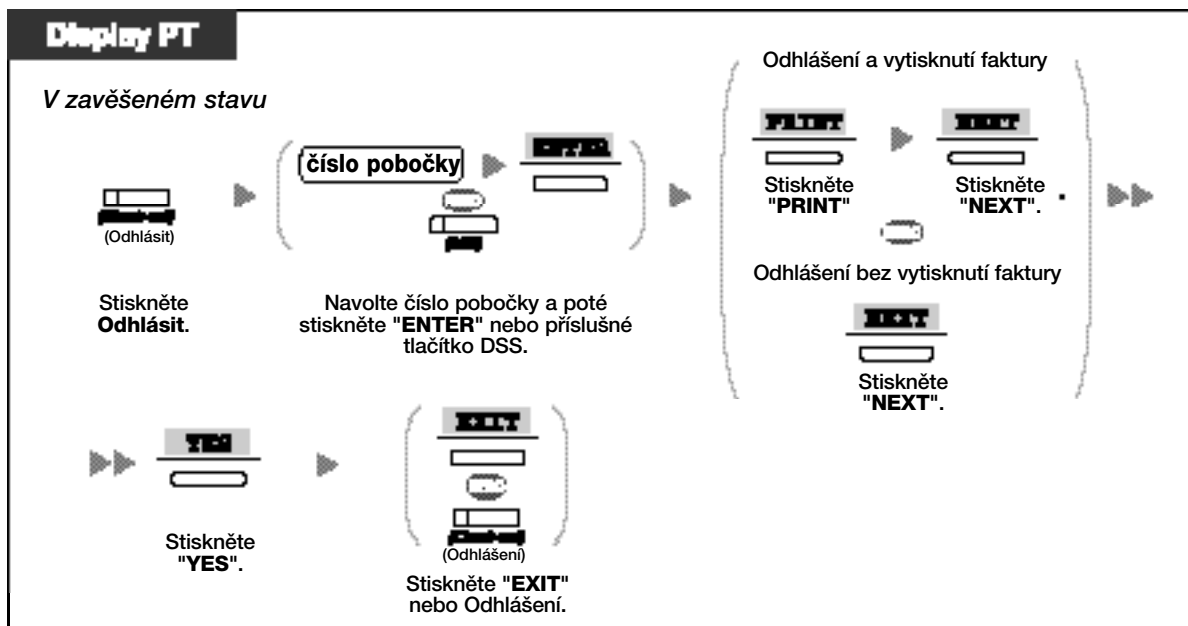 Display PT
V zavěšeném stavu
(Odhlásit)
Stiskněte
Odhlásit.
číslo pobočky
Navolte číslo pobočky a poté
stiskněte "ENTER" nebo příslušné
tlačítko DSS.
Odhlášení a vytisknutí faktury
PRINT
Stiskněte
"PRINT"
Stiskněte
"NEXT".
Odhlášení bez vytisknutí faktury
Stiskněte
"NEXT".
YES
Stiskněte
"YES".
(Odhlášení)
Stiskněte "EXIT"
nebo Odhlášení.